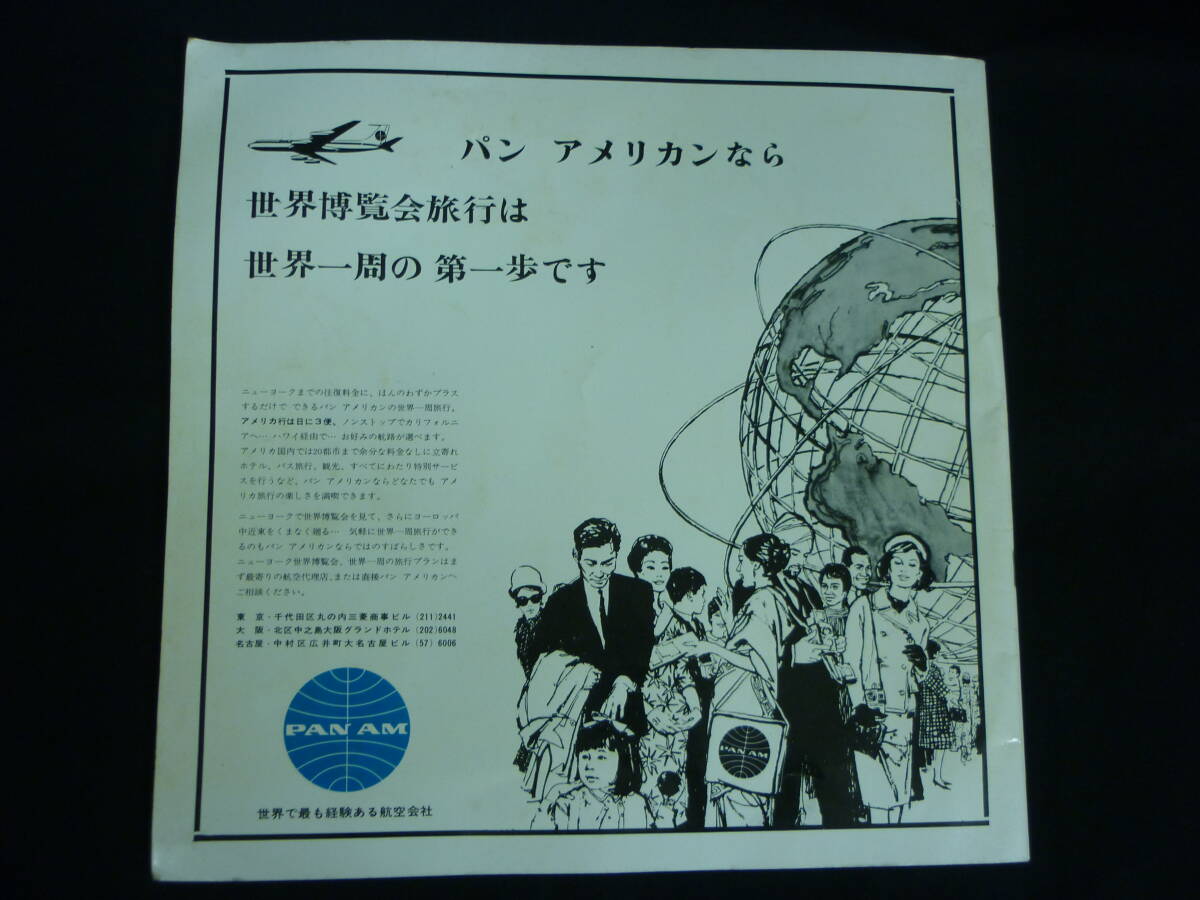 パン アメリカンなら
世界博覧会旅行は
世界一周の 第一歩です
ニューヨークまでの往復料金に、ほんのわずかプラス
するだけで できるパン アメリカンの世界一周旅行。
アメリカ行は日に3便、ノンストップでカリフォルニ
アへ… ハワイ経由で… お好みの航路が選べます。
アメリカ国内では20都市まで余分な料金なしに立寄れ
ホテル、バス旅行、観光、すべてにわたり特別サービ
スを行うなど、パン アメリカンならどなたでも アメ
リカ旅行の楽しさを満喫できます。
ニューヨークで世界博覧会を見て、さらにヨーロッパ
中近東をくまなく廻る… 気軽に世界一周旅行ができ
るのもパン アメリカンならではのすばらしさです。
ニューヨーク世界博覧会、世界一周の旅行プランはま
ず最寄りの航空代理店、または直接パン アメリカンへ
ご相談ください。
東 京・千代田区丸の内三菱商事ビル (211)2441
大 阪・北区中之島大阪グランドホテル (202)6048
名古屋・中村区広井町大名古屋ビル (57) 6006
PAN AM
PAN AM
世界で最も経験ある航空会社